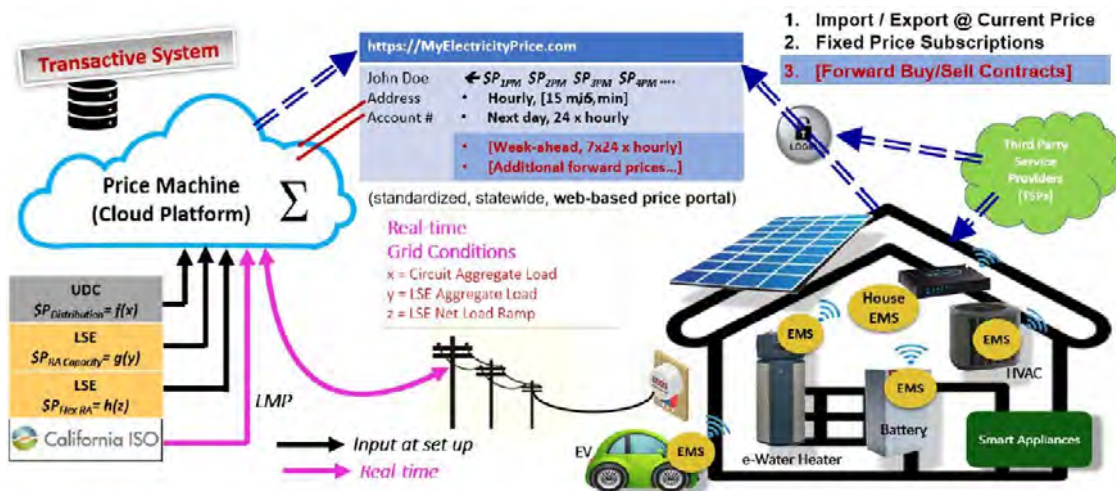 Transactive System
https://MyElectricityPrice.com
John Doe
Address
Account #
$P1PM $P2PM $P3PM $P4PM ....
• Hourly, [15 min]
• Next day, 24 x hourly
• [Weak-ahead, 7x24 x hourly]
• [Additional forward prices...]
(standardized, statewide, web-based price portal)
1. Import / Export @ Current Price
2. Fixed Price Subscriptions
3. [Forward Buy/Sell Contracts]
LOGIN
Third Party
Service
Providers
(TSPs)
Price Machine
(Cloud Platform)
Σ
Real-time
Grid Conditions
x = Circuit Aggregate Load
y = LSE Aggregate Load
z = LSE Net Load Ramp
UDC
$PDistribution= f(x)
LSE
$PRA Capacity= g(y)
LSE
$PFlex RA= h(z)
California ISO
LMP
Input at set up
Real-time
House
EMS
EMS
EMS
HVAC
EMS
Battery
e-Water Heater
Smart Appliances
EV
EMS